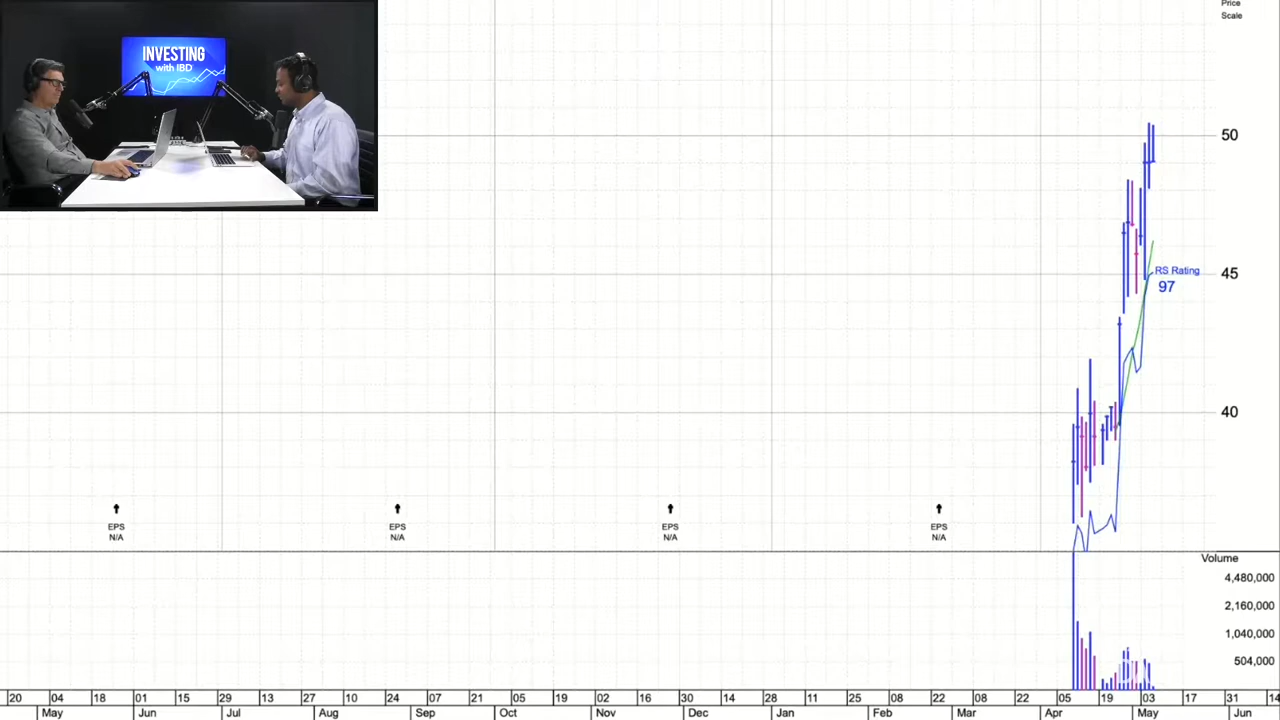 INVESTING
with IBD
Price
Scale
50
RS Rating
45
97
40
EPS
N/A
EPS
N/A
EPS
N/A
EPS
N/A
Volume
4,480,000
2,160,000
1,040,000
504,000
20 04 18 01 15 29 13 27 10 24 07 21 05 19 02 16 30 14 28 11 25 08 22 08 22 05 19 03 17 31 14
May Jun Jul Aug Sep Oct Nov Dec Jan Feb Mar Apr May Jun